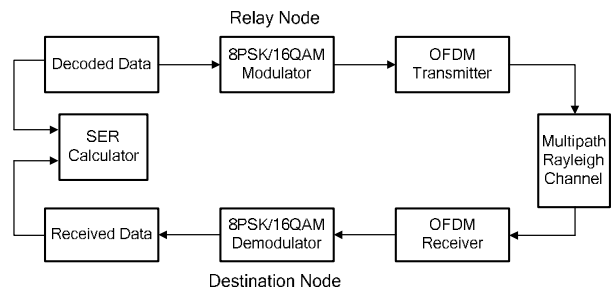 Relay Node
Decoded Data
8PSK/16QAM
Modulator
OFDM
Transmitter
SER
Calculator
Multipath
Rayleigh
Channel
Received Data
8PSK/16QAM
Demodulator
OFDM
Receiver
Destination Node